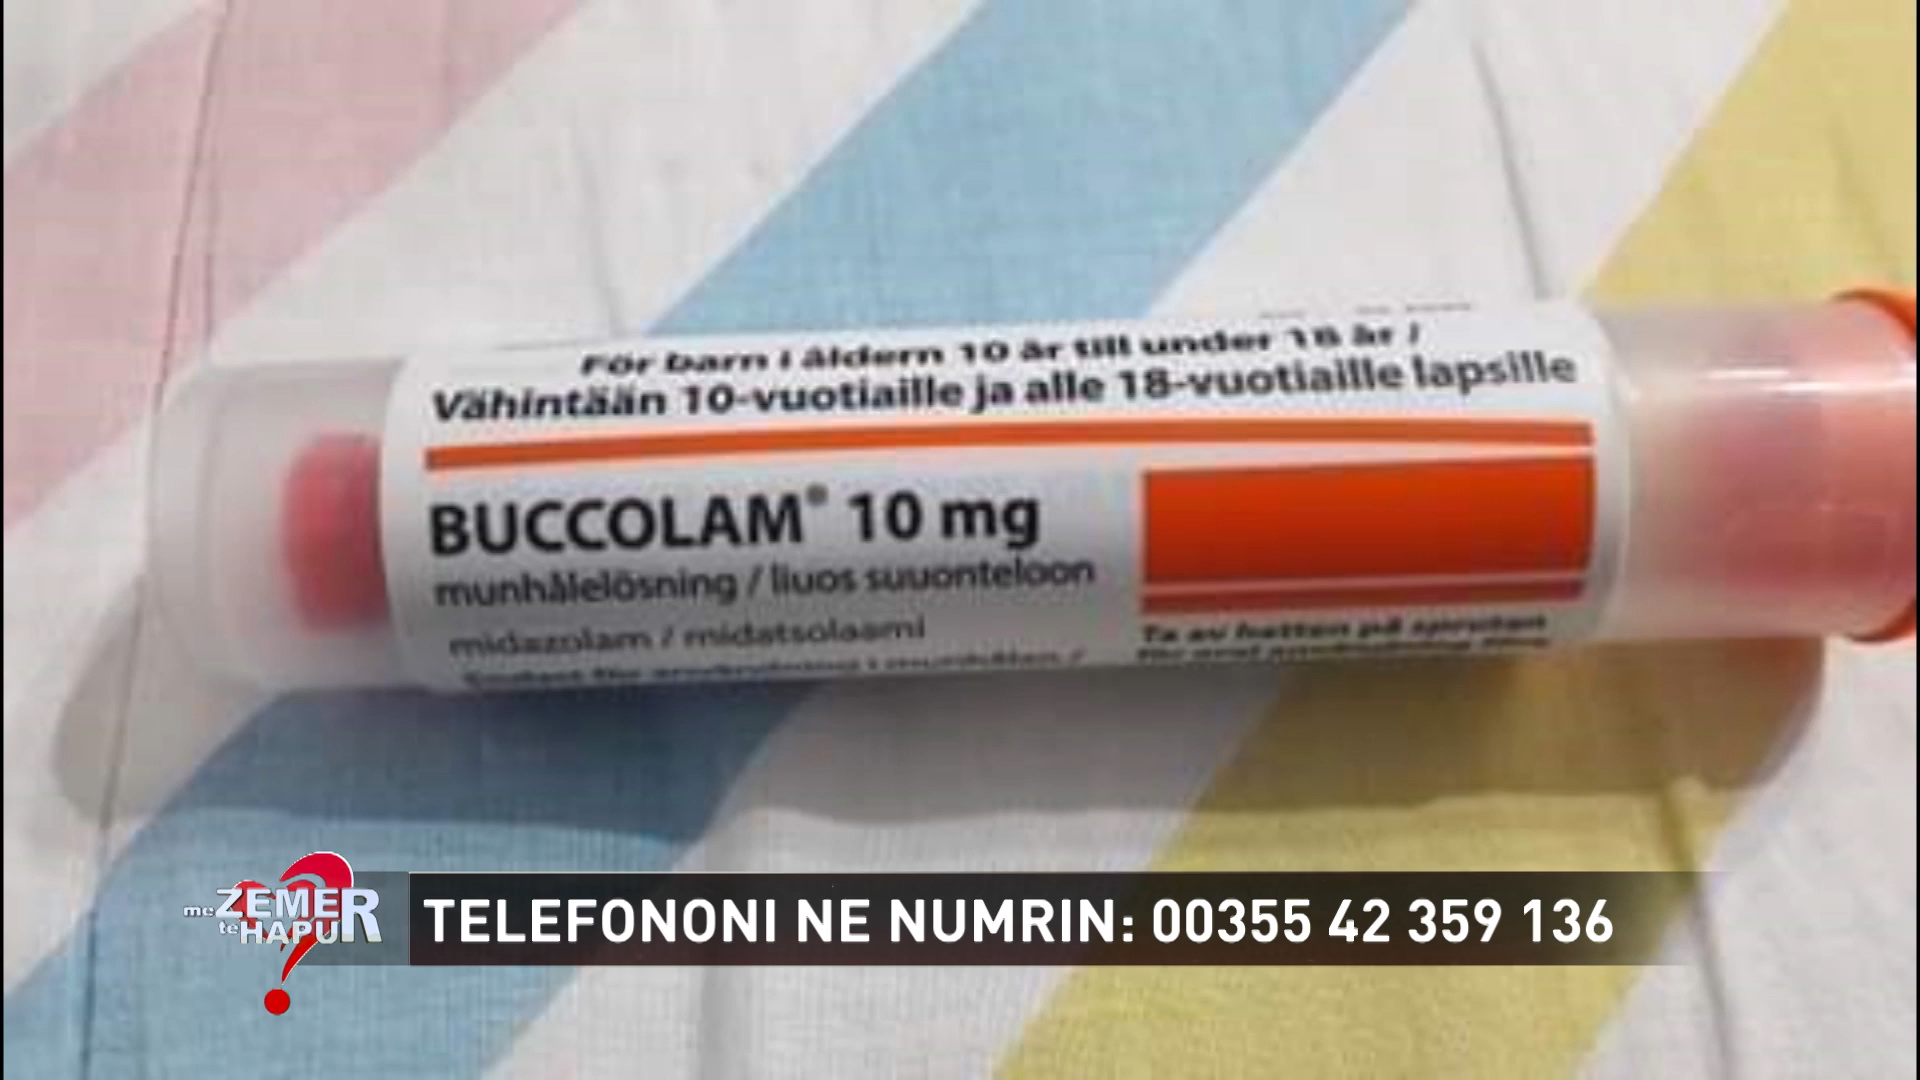 För barn i åldern 10 år till under 18 år /
Vähintään 10-vuotiaille ja alle 18-vuotiaille lapsille
BUCCOLAM® 10 mg
munhålelösning / liuos suuonteloon
midazolam / midatsolaami
Ta av hatten på sprutan
me ZEMER
te HAPUR
TELEFONONI NE NUMRIN: 00355 42 359 136